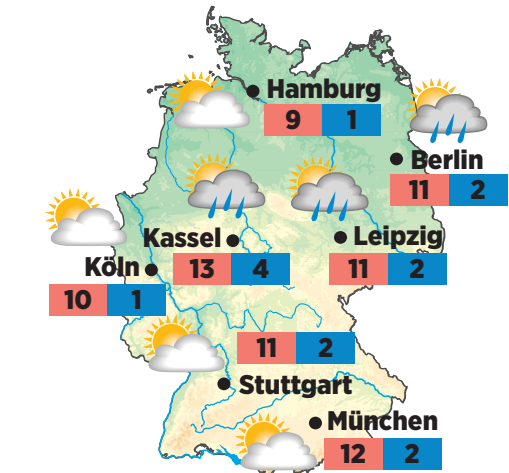 Hamburg
9 1
Berlin
11 2
Kassel
13 4
Leipzig
11 2
Köln
10 1
11 2
Stuttgart
München
12 2